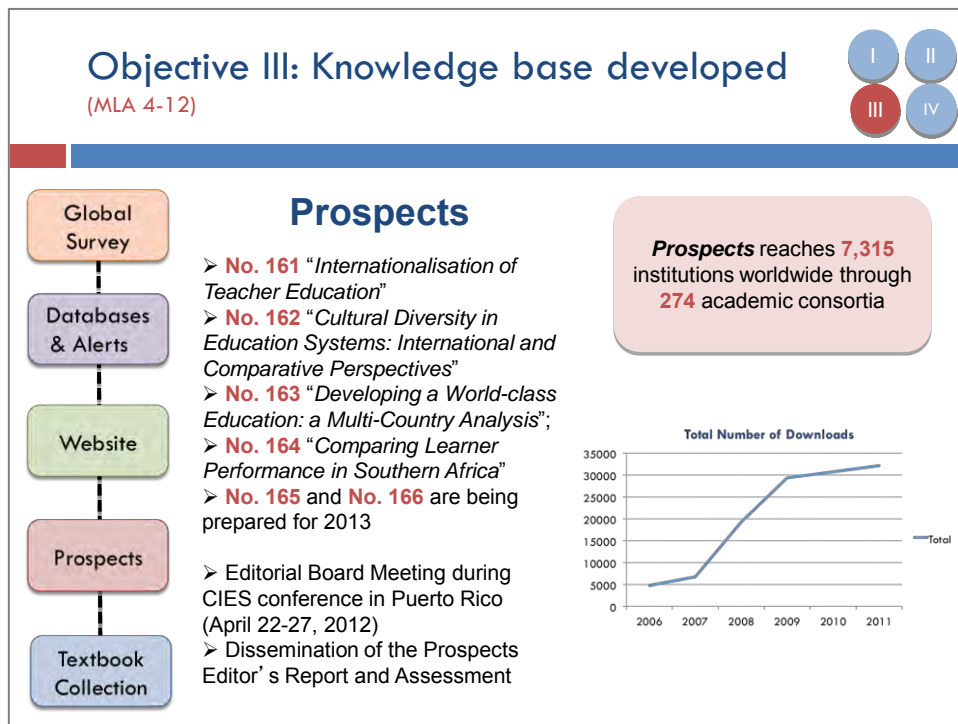 Objective III: Knowledge base developed
(MLA 4-12)
I
II
III
IV
Global
Survey
Databases
& Alerts
Website
Prospects
Textbook
Collection
Prospects
➢ No. 161 “Internationalisation of
Teacher Education”
➢ No. 162 “Cultural Diversity in
Education Systems: International and
Comparative Perspectives”
➢ No. 163 “Developing a World-class
Education: a Multi-Country Analysis”;
➢ No. 164 “Comparing Learner
Performance in Southern Africa”
➢ No. 165 and No. 166 are being
prepared for 2013
➢ Editorial Board Meeting during
CIES conference in Puerto Rico
(April 22-27, 2012)
➢ Dissemination of the Prospects
Editor’s Report and Assessment
Prospects reaches 7,315
institutions worldwide through
274 academic consortia
Total Number of Downloads
35000
30000
25000
20000
15000
10000
5000
0
2006 2007 2008 2009 2010 2011
Total